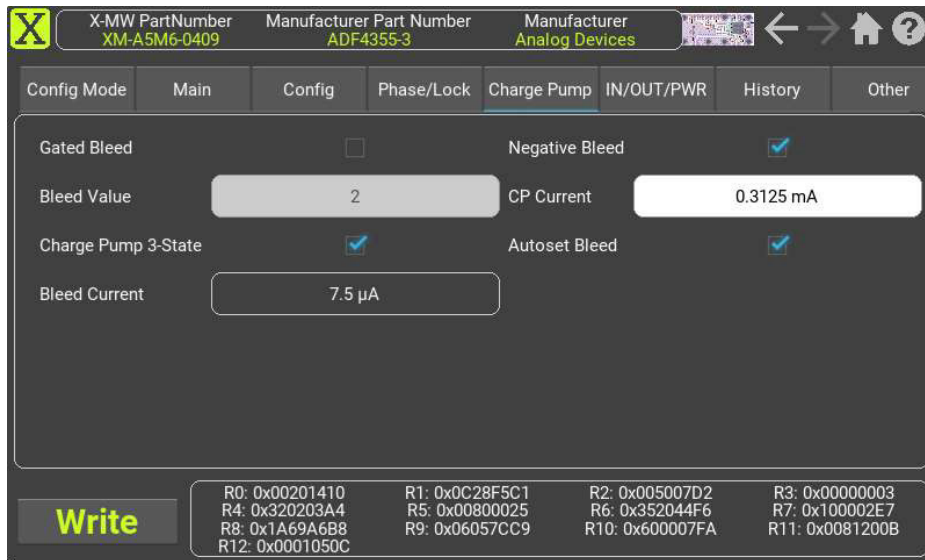 X
X-MW PartNumber Manufacturer Part Number Manufacturer
XM-A5M6-0409 ADF4355-3 Analog Devices
?
Config Mode Main Config Phase/Lock Charge Pump IN/OUT/PWR History Other
Gated Bleed Negative Bleed
Bleed Value 2 CP Current 0.3125 mA
Charge Pump 3-State Autoset Bleed
Bleed Current 7.5 µA
Write
R0: 0x00201410 R1: 0x0C28F5C1 R2: 0x005007D2 R3: 0x00000003
R4: 0x320203A4 R5: 0x00800025 R6: 0x352044F6 R7: 0x100002E7
R8: 0x1A69A6B8 R9: 0x06057CC9 R10: 0x600007FA R11: 0x0081200B
R12: 0x0001050C